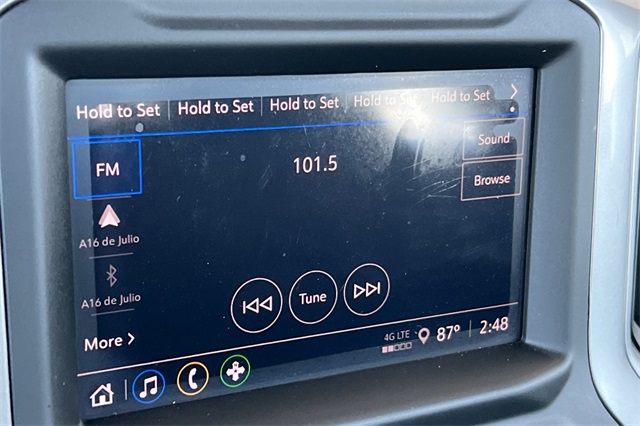 Hold to Set Hold to Set Hold to Set Hold to Set Hold to Set
FM
101.5
Sound
Browse
A16 de Julio
A16 de Julio
Tune
More
4G LTE
87° 2:48